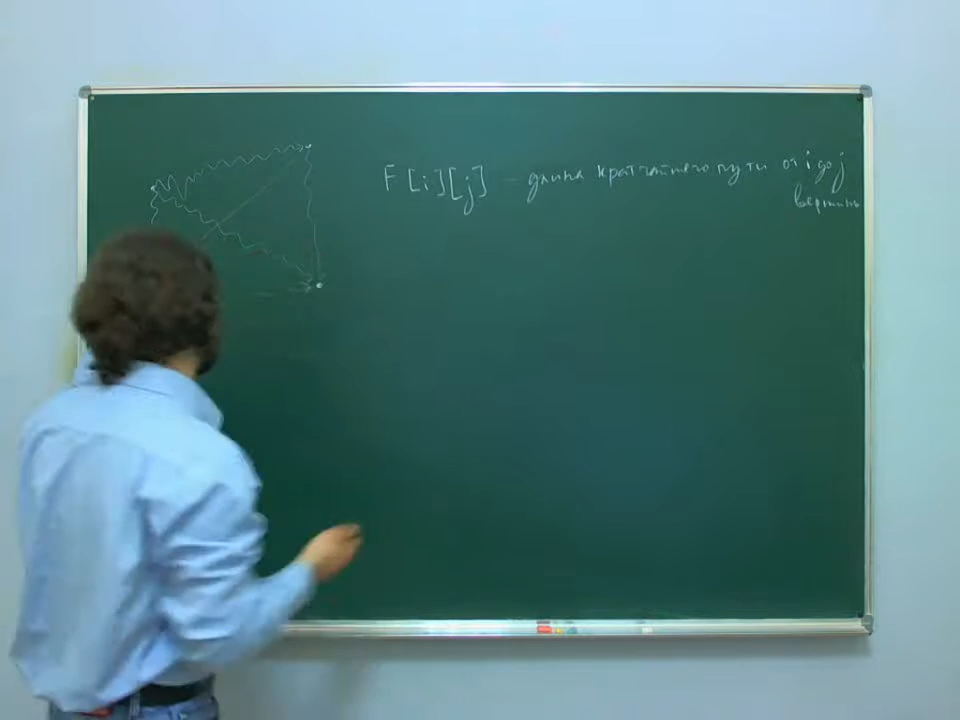 F[i][j] – длина кратчайшего пути от i до j
вершины